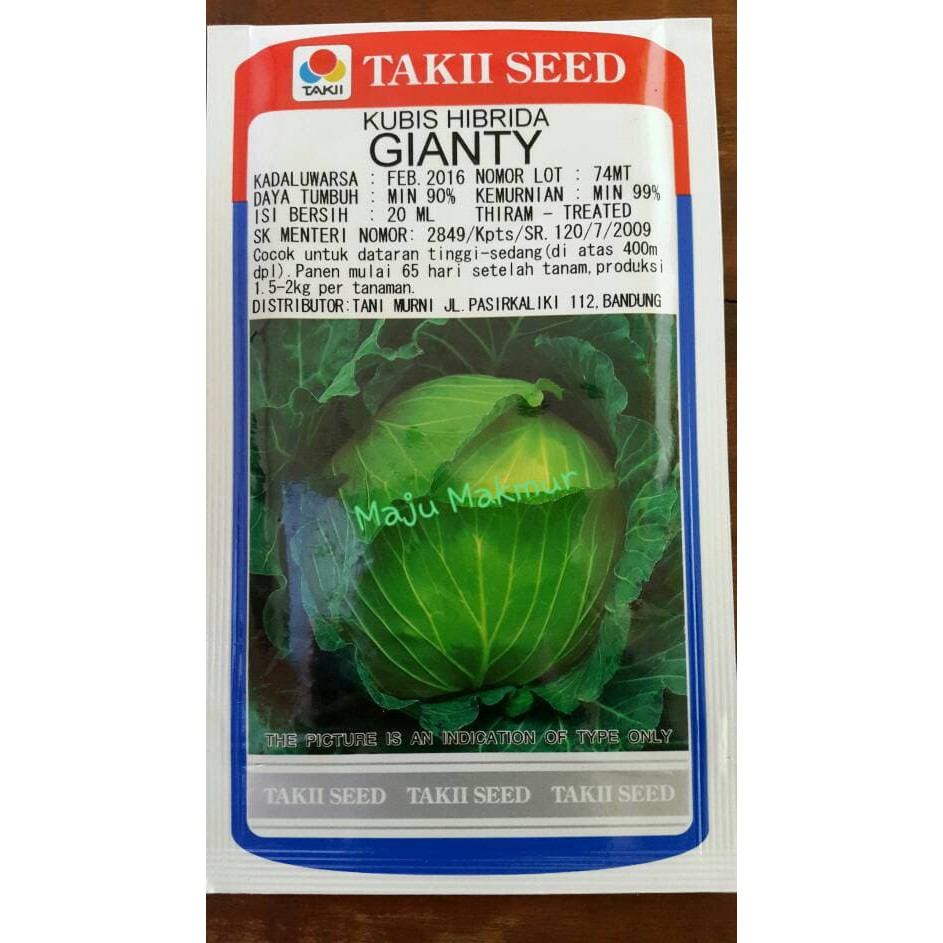 TAKII TAKII SEED
KUBIS HIBRIDA
GIANTY
KADALUWARSA : FEB. 2016 NOMOR LOT : 74MT
DAYA TUMBUH : MIN 90% KEMURNIAN : MIN 99%
ISI BERSIH : 20 ML THIRAM - TREATED
SK MENTERI NOMOR: 2849/Kpts/SR. 120/7/2009
Cocok untuk dataran tinggi-sedang(di atas 400m
dpl). Panen mulai 65 hari setelah tanam, produksi
1.5-2kg per tanaman.
DISTRIBUTOR:TANI MURNI JL. PASIRKALIKI 112, BANDUNG
Maju Makmur
THE PICTURE IS AN INDICATION OF TYPE ONLY
TAKII SEED TAKII SEED TAKII SEED